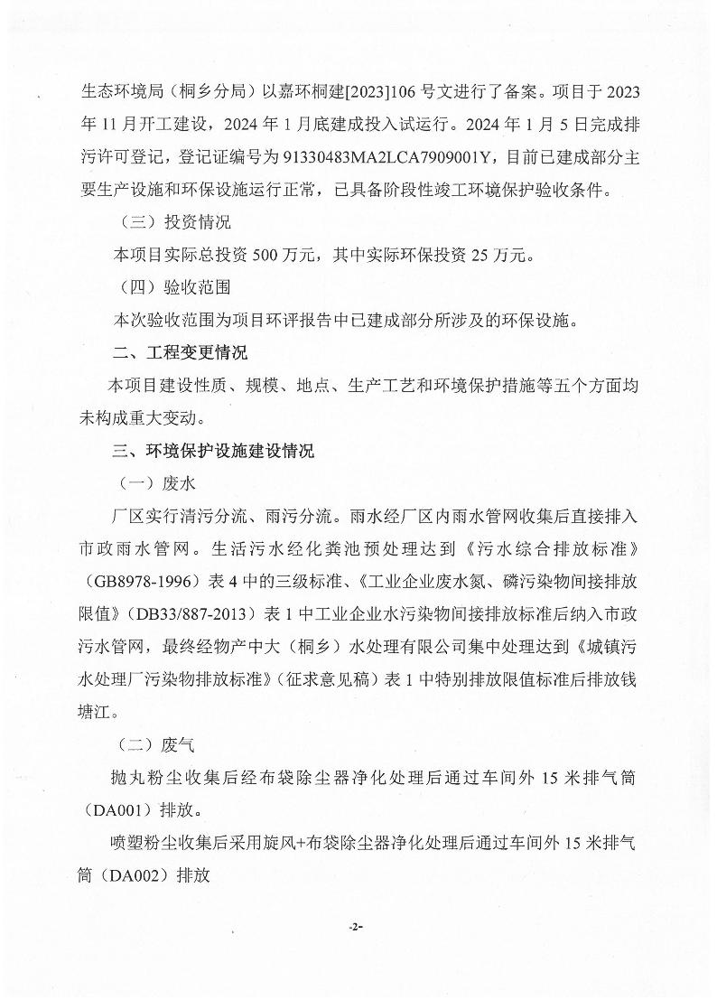 生态环境局（桐乡分局）以嘉环桐建[2023]106 号文进行了备案。项目于 2023
年 11 月开工建设，2024 年 1 月底建成投入试运行。2024 年 1 月 5 日完成排
污许可登记，登记证编号为 91330483MA2LCA7909001Y，目前已建成部分主
要生产设施和环保设施运行正常，已具备阶段性竣工环境保护验收条件。
（三）投资情况
本项目实际总投资 500 万元，其中实际环保投资 25 万元。
（四）验收范围
本次验收范围为项目环评报告中已建成部分所涉及的环保设施。
二、工程变更情况
本项目建设性质、规模、地点、生产工艺和环境保护措施等五个方面均
未构成重大变动。
三、环境保护设施建设情况
（一）废水
厂区实行清污分流、雨污分流。雨水经厂区内雨水管网收集后直接排入
市政雨水管网。生活污水经化粪池预处理达到《污水综合排放标准》
（GB8978-1996）表 4 中的三级标准、《工业企业废水氮、磷污染物间接排放
限值》（DB33/887-2013）表 1 中工业企业水污染物间接排放标准后纳入市政
污水管网，最终经物产中大（桐乡）水处理有限公司集中处理达到《城镇污
水处理厂污染物排放标准》（征求意见稿）表 1 中特别排放限值标准后排放钱
塘江。
（二）废气
抛丸粉尘收集后经布袋除尘器净化处理后通过车间外 15 米排气筒
（DA001）排放。
喷塑粉尘收集后采用旋风+布袋除尘器净化处理后通过车间外 15 米排气
筒（DA002）排放
-2-